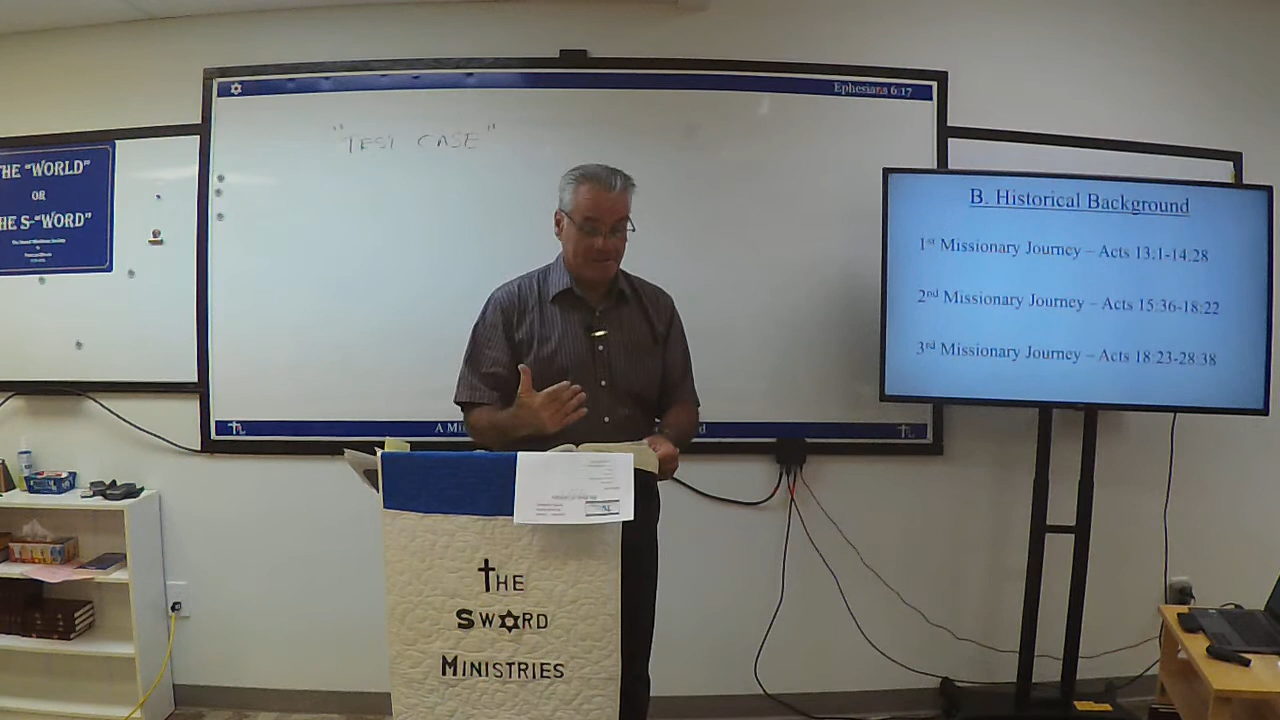 THE "WORLD"
OR
THE S-"WORD"
Ephesians 6:17
"TEST CASE"
B. Historical Background
1st Missionary Journey – Acts 13:1-14:28
2nd Missionary Journey – Acts 15:36-18:22
3rd Missionary Journey – Acts 18:23-28:38
THE
SWORD
MINISTRIES